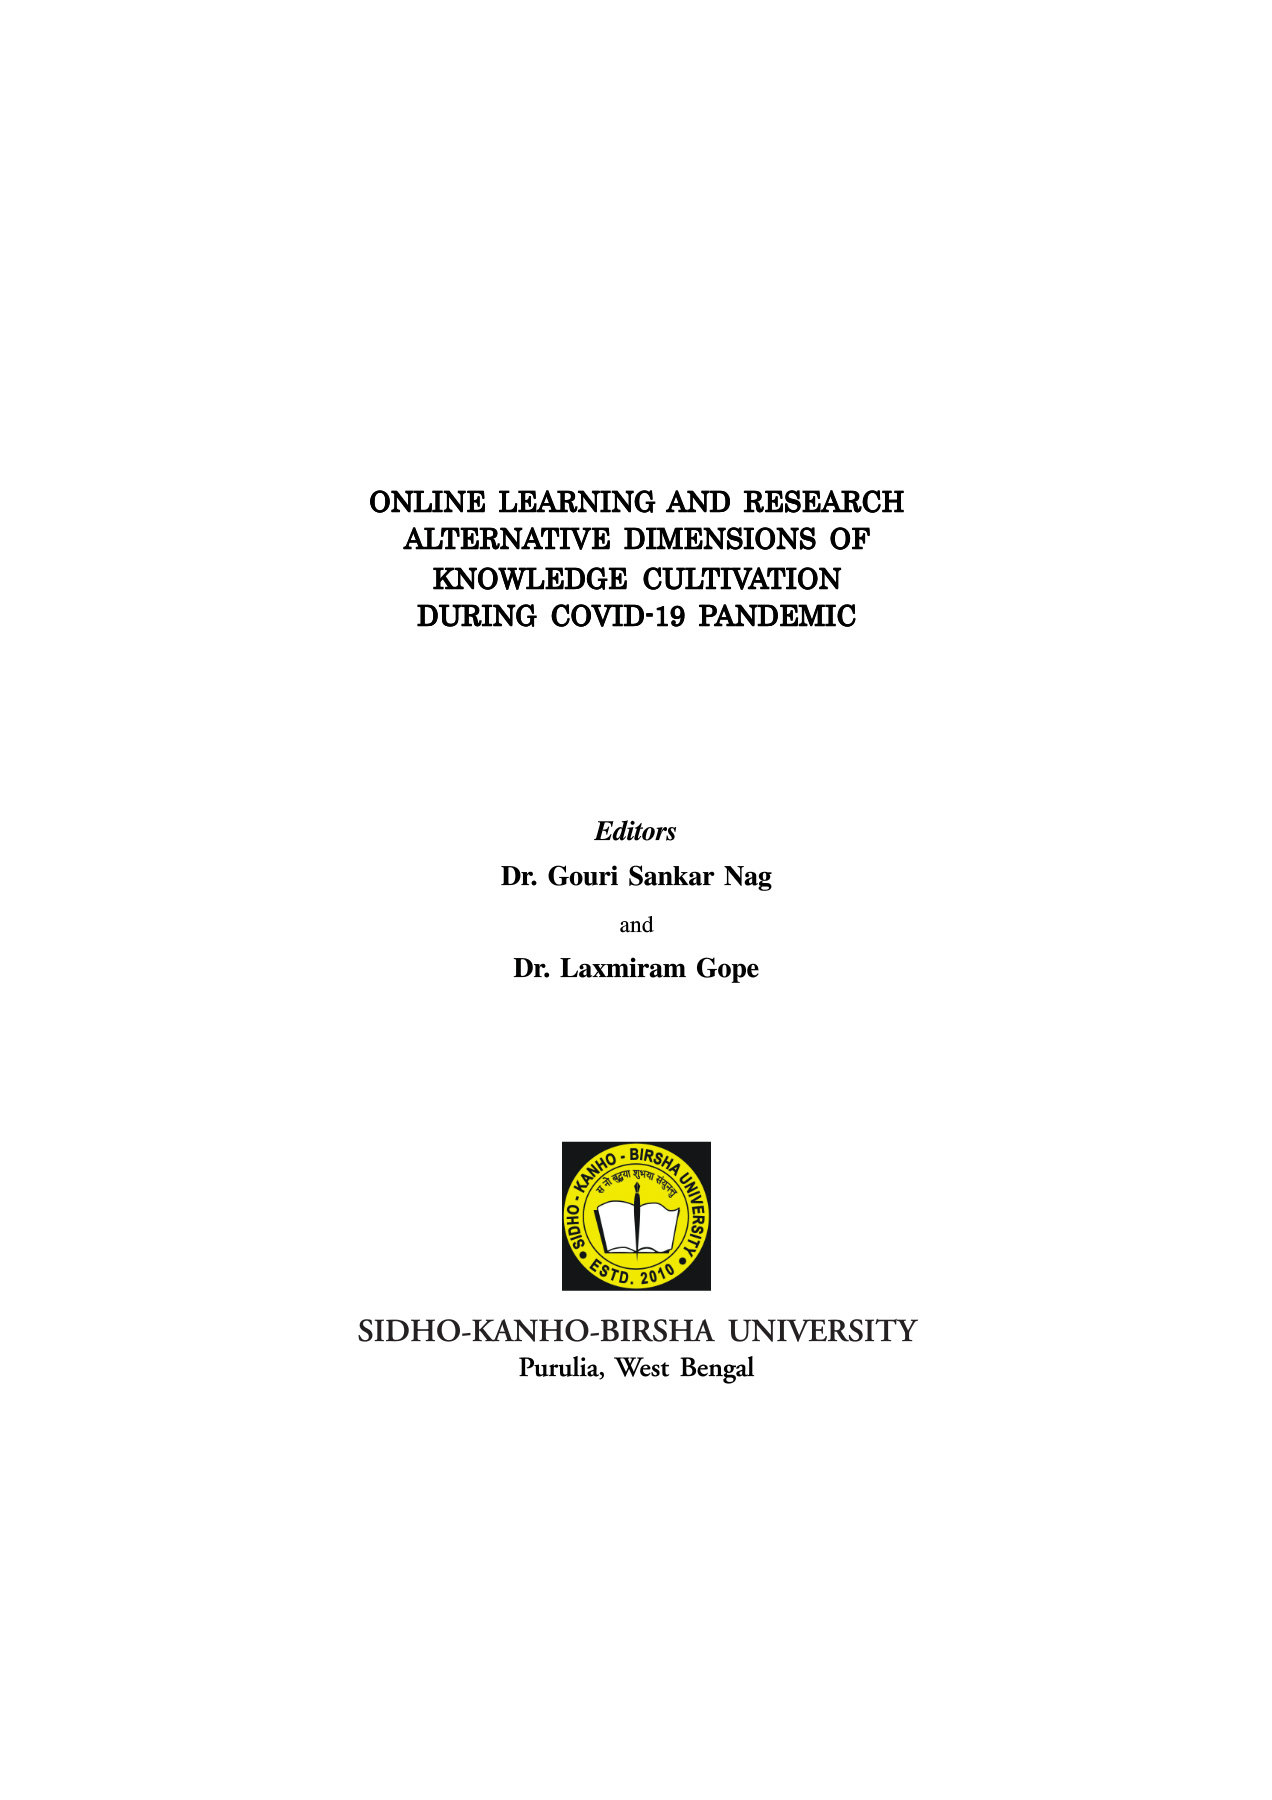 ONLINE LEARNING AND RESEARCH
ALTERNATIVE DIMENSIONS OF
KNOWLEDGE CULTIVATION
DURING COVID-19 PANDEMIC
Editors
Dr. Gouri Sankar Nag
and
Dr. Laxmiram Gope
SIDHO - KANHO - BIRSHA UNIVERSITY
स नो बुद्ध्या शुभया संयुनक्तु
ESTD. 2010
SIDHO-KANHO-BIRSHA UNIVERSITY
Purulia, West Bengal